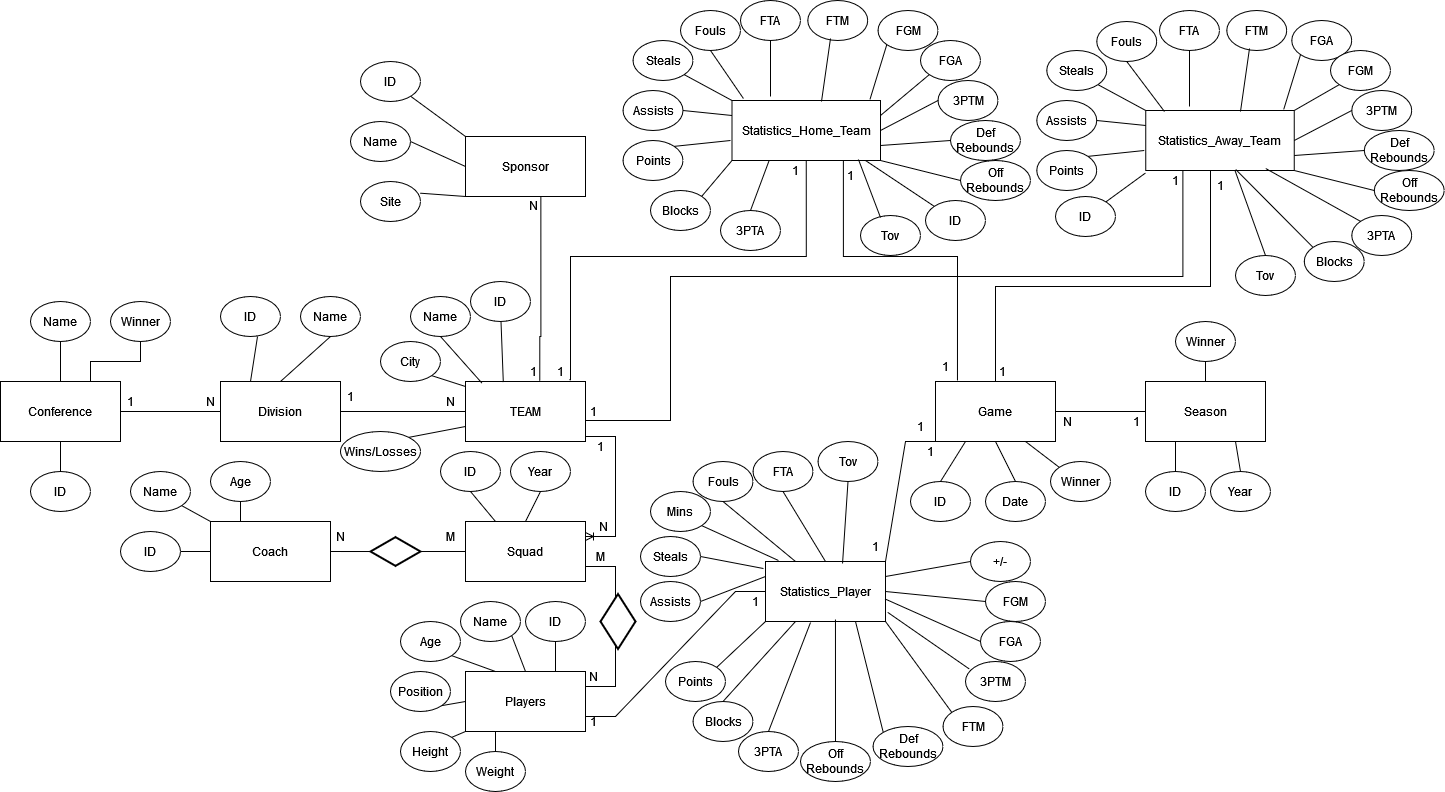 FTA
FTM
Fouls
FGM
Steals
FGA
Assists
3PTM
Statistics_Home_Team
Def
Rebounds
Points
Off
Rebounds
Blocks
3PTA
Tov
ID
1
1
FTA
FTM
Fouls
FGA
Steals
FGM
Assists
3PTM
Statistics_Away_Team
Def
Rebounds
Points
Off
Rebounds
ID
3PTA
Blocks
Tov
1
1
ID
Name
Sponsor
Site
N
Name
Winner
Conference
ID
1
N
ID
Name
Division
1
N
Name
ID
City
TEAM
Wins/Losses
1
1
1
1
1
1
Game
1
1
ID
Date
Winner
N
1
Winner
Season
ID
Year
Name
Age
ID
Coach
N
M
ID
Year
Squad
N
M
Age
Name
ID
Position
Players
Height
Weight
N
1
Fouls
FTA
Tov
Mins
Steals
Assists
Statistics_Player
1
1
+/-
FGM
FGA
3PTM
FTM
Points
Blocks
3PTA
Off
Rebounds
Def
Rebounds